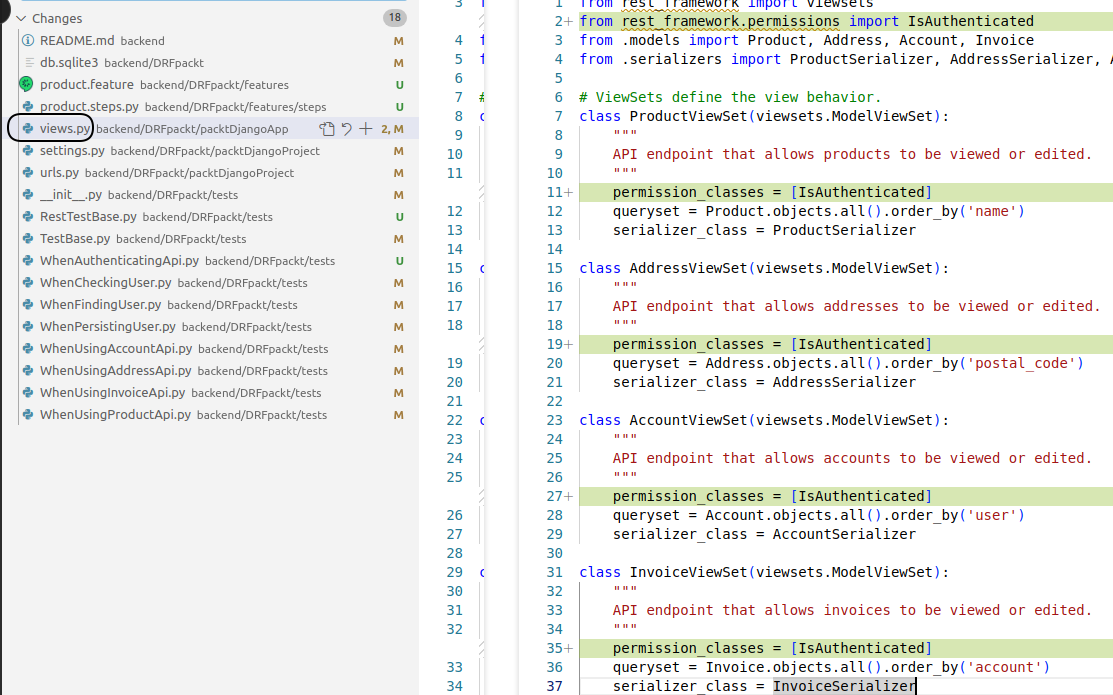 Changes 18
README.md backend M
db.sqlite3 backend/DRFpackt M
product.feature backend/DRFpackt/features U
product.steps.py backend/DRFpackt/features/steps U
views.py backend/DRFpackt/packtDjangoApp 2, M
settings.py backend/DRFpackt/packtDjangoProject M
urls.py backend/DRFpackt/packtDjangoProject M
__init__.py backend/DRFpackt/tests M
RestTestBase.py backend/DRFpackt/tests U
TestBase.py backend/DRFpackt/tests M
WhenAuthenticatingApi.py backend/DRFpackt/tests U
WhenCheckingUser.py backend/DRFpackt/tests M
WhenFindingUser.py backend/DRFpackt/tests M
WhenPersistingUser.py backend/DRFpackt/tests M
WhenUsingAccountApi.py backend/DRFpackt/tests M
WhenUsingAddressApi.py backend/DRFpackt/tests M
WhenUsingInvoiceApi.py backend/DRFpackt/tests M
WhenUsingProductApi.py backend/DRFpackt/tests M
3 1 from rest_framework import viewsets
2+ from rest_framework.permissions import IsAuthenticated
4 3 from .models import Product, Address, Account, Invoice
5 4 from .serializers import ProductSerializer, AddressSerializer,
6 5
7 # 6 # ViewSets define the view behavior.
8 7 class ProductViewSet(viewsets.ModelViewSet):
9 8 """
10 9 API endpoint that allows products to be viewed or edited.
11 10 """
11+ permission_classes = [IsAuthenticated]
12 12 queryset = Product.objects.all().order_by('name')
13 13 serializer_class = ProductSerializer
14 14
15 15 class AddressViewSet(viewsets.ModelViewSet):
16 16 """
17 17 API endpoint that allows addresses to be viewed or edited.
18 18 """
19+ permission_classes = [IsAuthenticated]
19 20 queryset = Address.objects.all().order_by('postal_code')
20 21 serializer_class = AddressSerializer
21 22
22 23 class AccountViewSet(viewsets.ModelViewSet):
23 24 """
24 25 API endpoint that allows accounts to be viewed or edited.
25 26 """
27+ permission_classes = [IsAuthenticated]
26 28 queryset = Account.objects.all().order_by('user')
27 29 serializer_class = AccountSerializer
28 30
29 31 class InvoiceViewSet(viewsets.ModelViewSet):
30 32 """
31 33 API endpoint that allows invoices to be viewed or edited.
32 34 """
35+ permission_classes = [IsAuthenticated]
33 36 queryset = Invoice.objects.all().order_by('account')
34 37 serializer_class = InvoiceSerializer